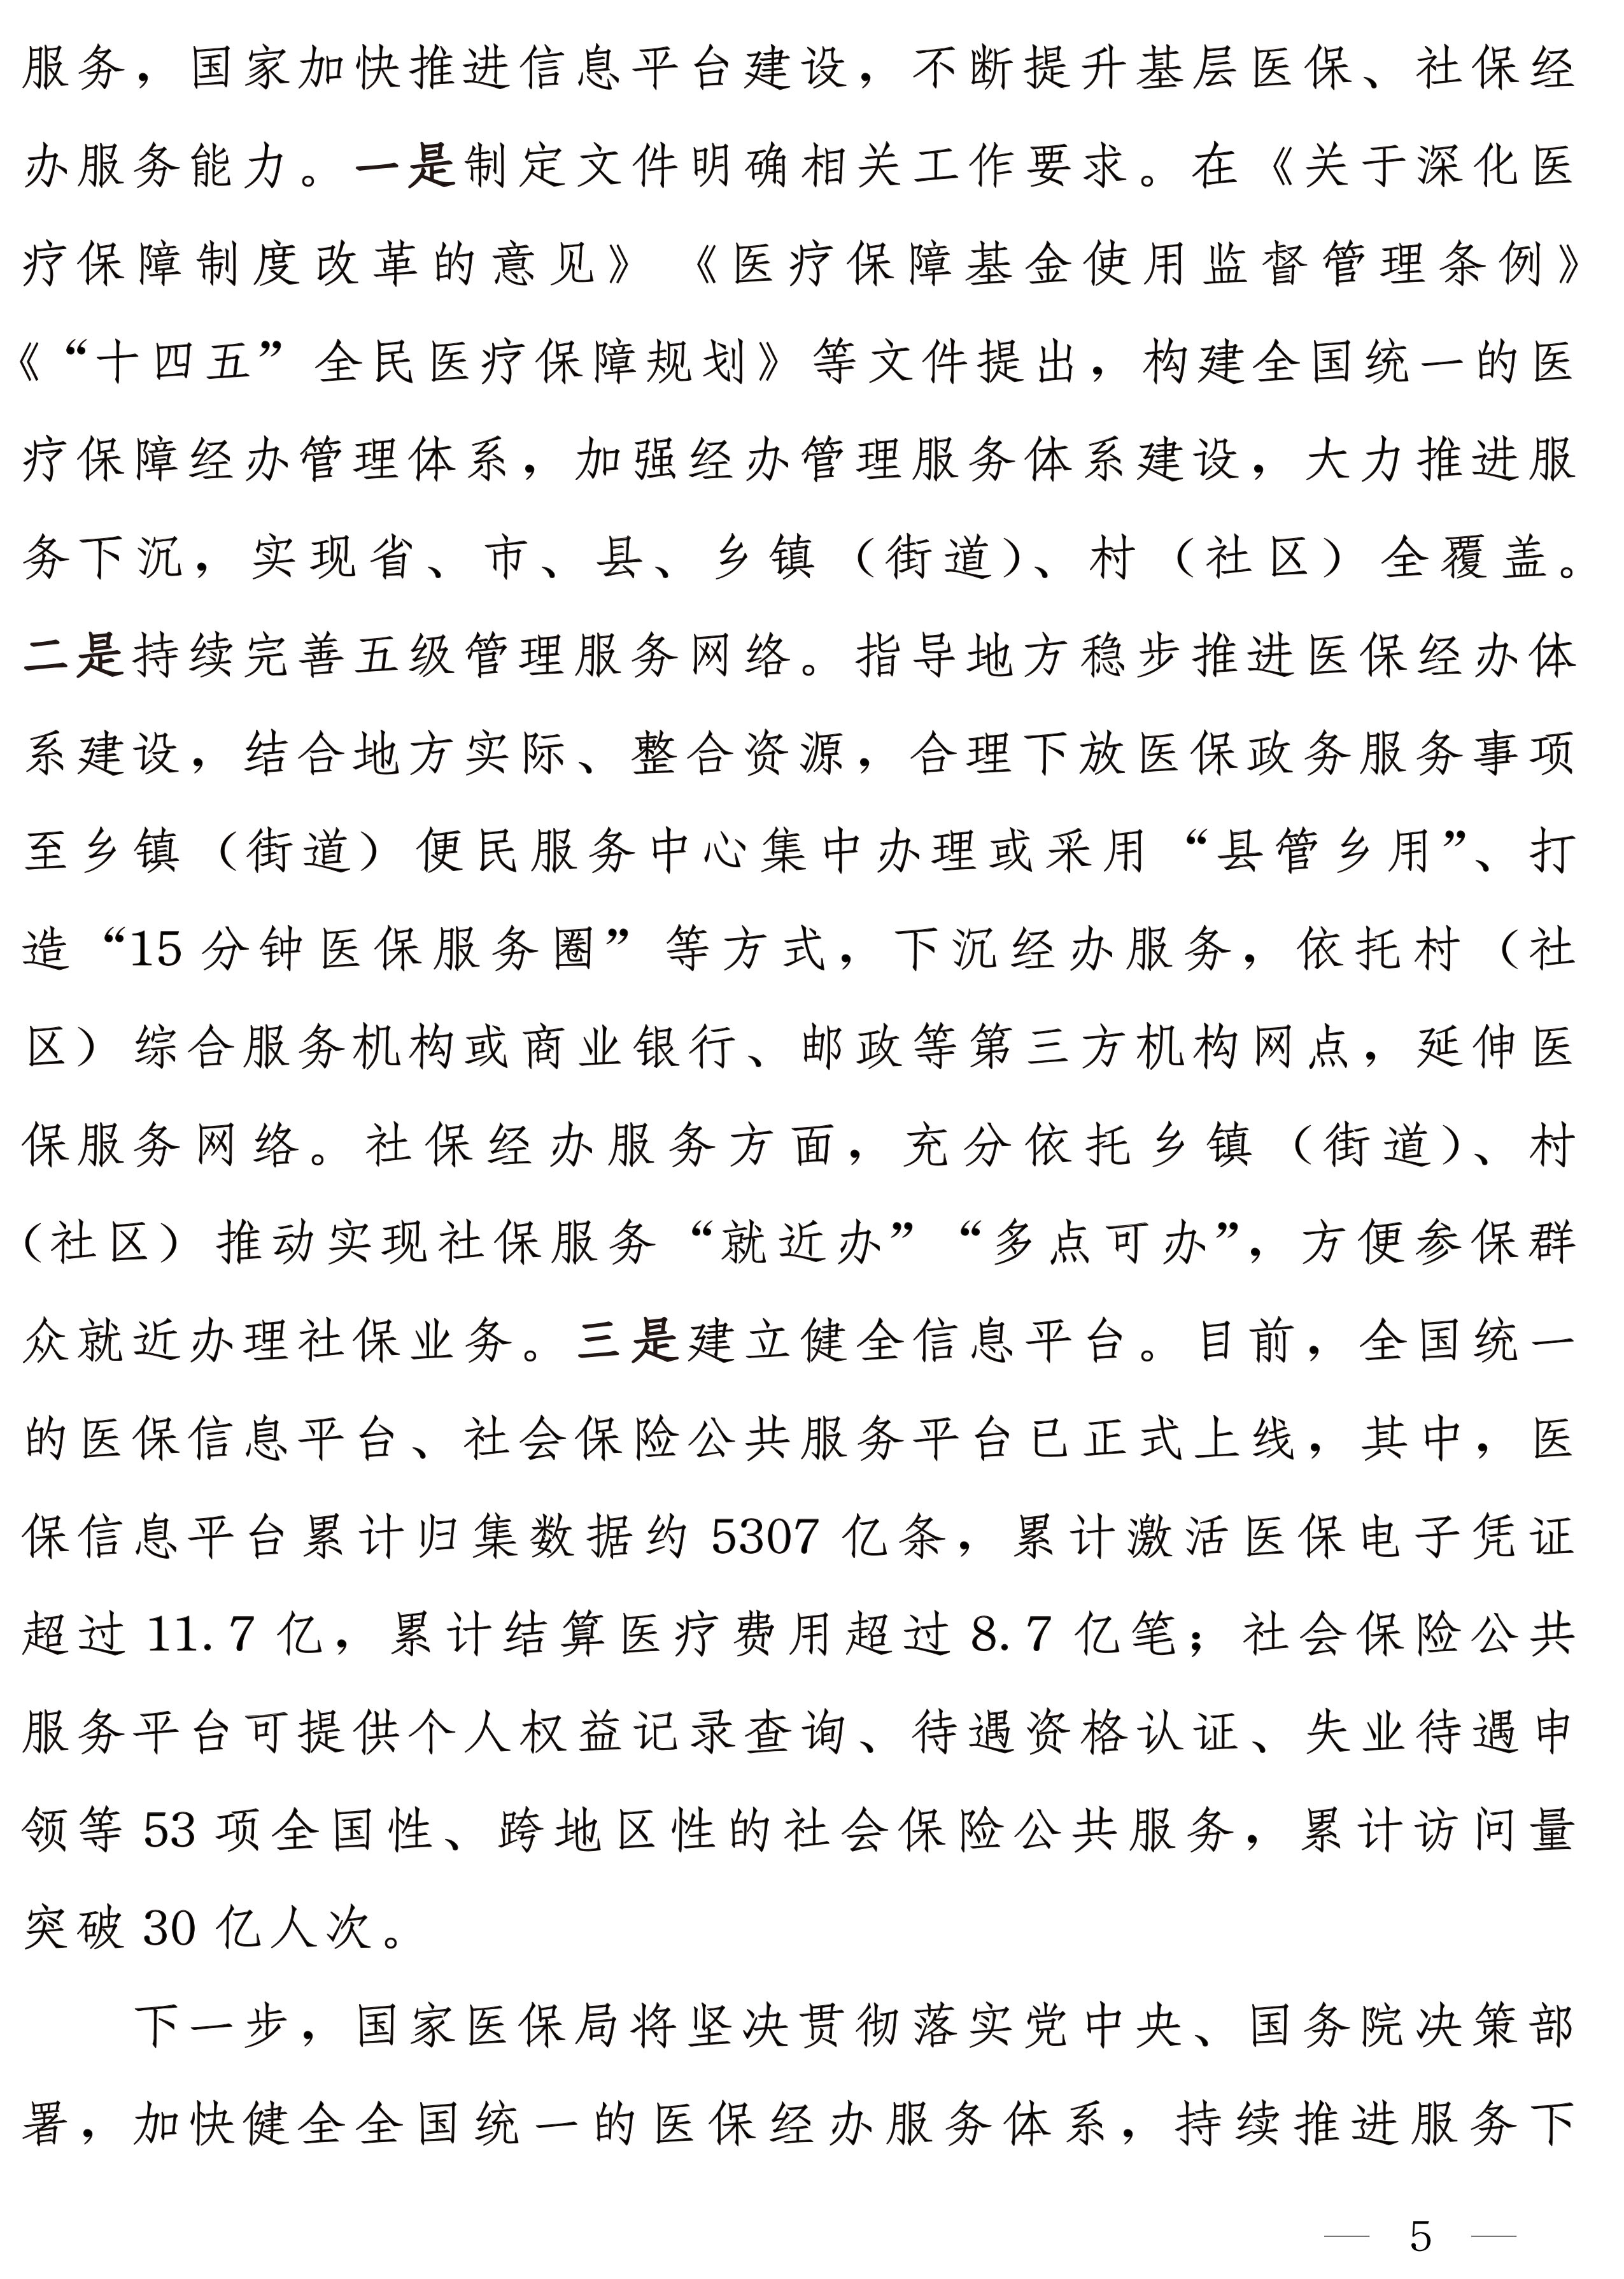 服务，国家加快推进信息平台建设，不断提升基层医保、社保经
办服务能力。一是制定文件明确相关工作要求。在《关于深化医
疗保障制度改革的意见》《医疗保障基金使用监督管理条例》
《“十四五”全民医疗保障规划》等文件提出，构建全国统一的医
疗保障经办管理体系，加强经办管理服务体系建设，大力推进服
务下沉，实现省、市、县、乡镇（街道）、村（社区）全覆盖。
二是持续完善五级管理服务网络。指导地方稳步推进医保经办体
系建设，结合地方实际、整合资源，合理下放医保政务服务事项
至乡镇（街道）便民服务中心集中办理或采用“县管乡用”、打
造“15分钟医保服务圈”等方式，下沉经办服务，依托村（社
区）综合服务机构或商业银行、邮政等第三方机构网点，延伸医
保服务网络。社保经办服务方面，充分依托乡镇（街道）、村
（社区）推动实现社保服务“就近办”“多点可办”，方便参保群
众就近办理社保业务。三是建立健全信息平台。目前，全国统一
的医保信息平台、社会保险公共服务平台已正式上线，其中，医
保信息平台累计归集数据约5307亿条，累计激活医保电子凭证
超过11.7亿，累计结算医疗费用超过8.7亿笔；社会保险公共
服务平台可提供个人权益记录查询、待遇资格认证、失业待遇申
领等53项全国性、跨地区性的社会保险公共服务，累计访问量
突破30亿人次。
下一步，国家医保局将坚决贯彻落实党中央、国务院决策部
署，加快健全全国统一的医保经办服务体系，持续推进服务下
— 5 —